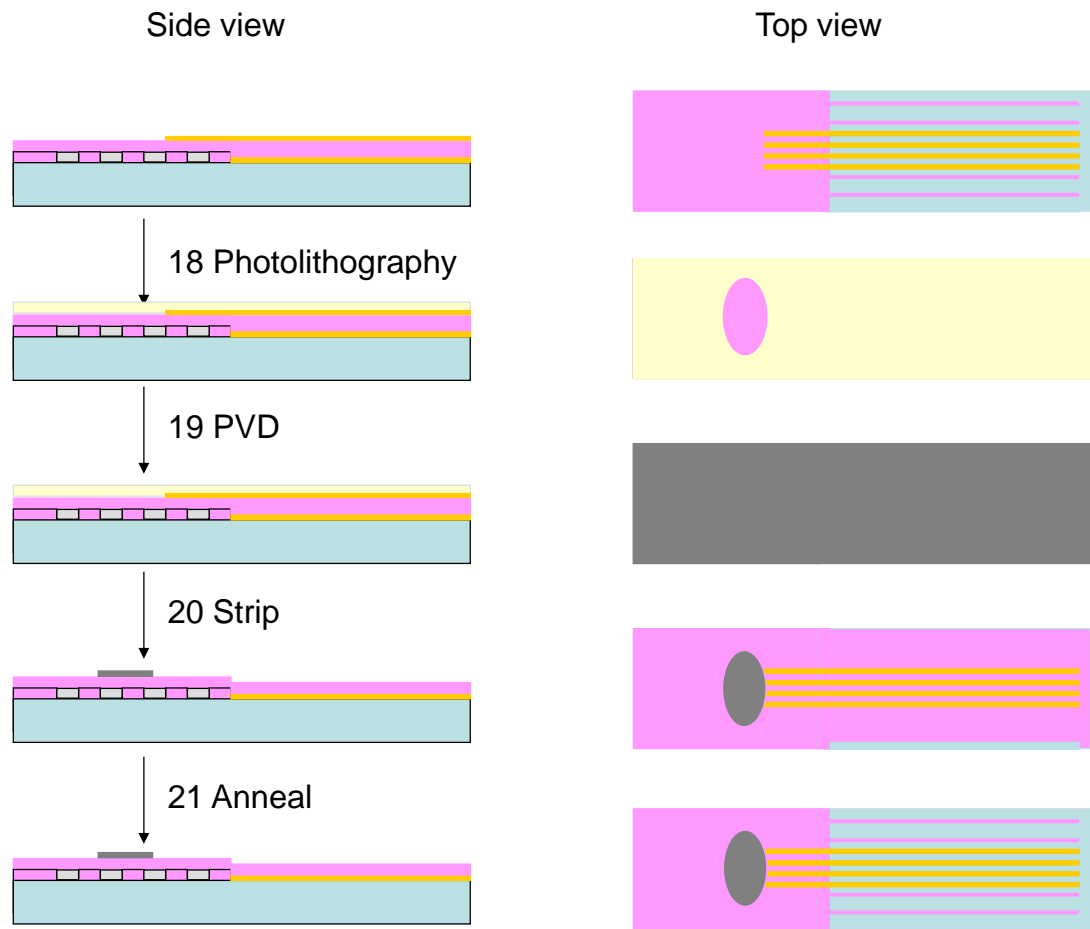 Side view
Top view
18 Photolithography
19 PVD
20 Strip
21 Anneal